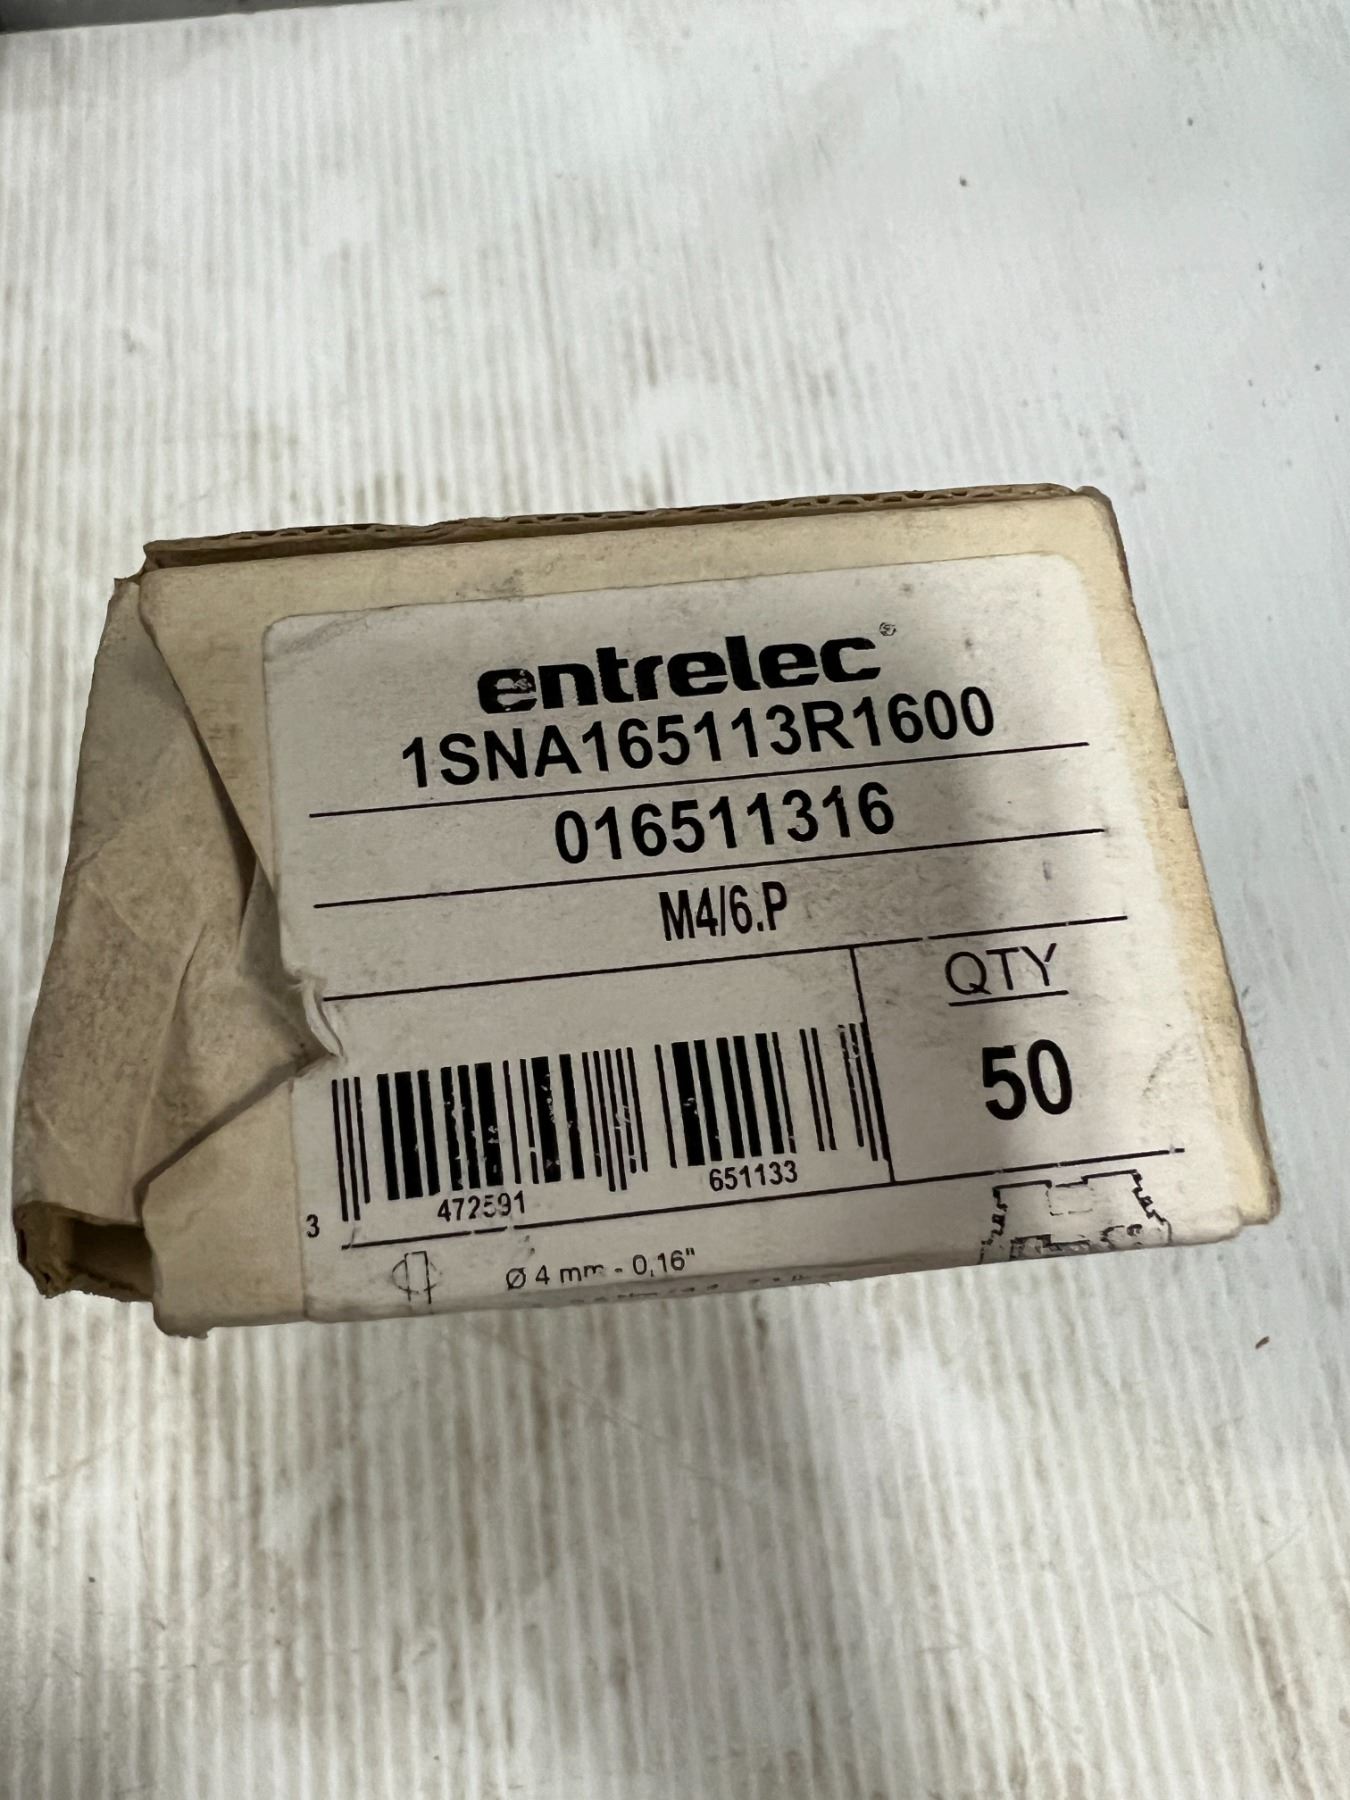 entrelec
1SNA165113R1600
016511316
M4/6.P
QTY
50
3 472591 651133
Ø 4 mm - 0,16"